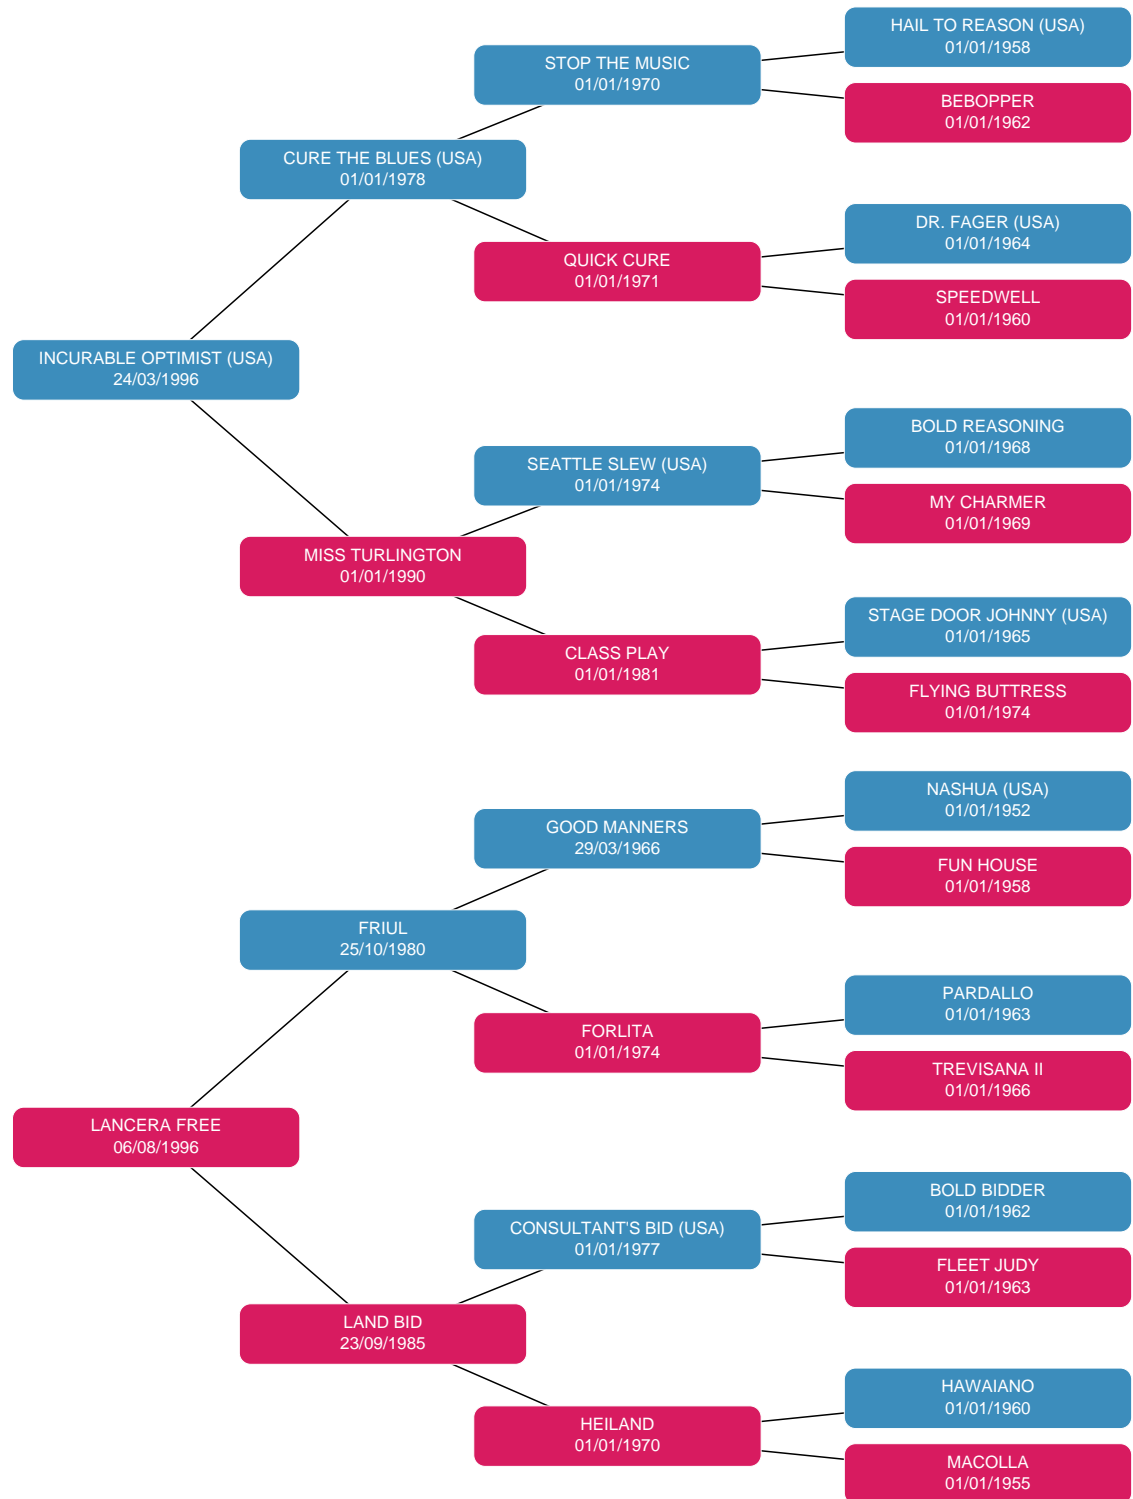 HAIL TO REASON (USA)
01/01/1958
STOP THE MUSIC
01/01/1970
BEBOPPER
01/01/1962
CURE THE BLUES (USA)
01/01/1978
DR. FAGER (USA)
01/01/1964
QUICK CURE
01/01/1971
SPEEDWELL
01/01/1960
INCURABLE OPTIMIST (USA)
24/03/1996
BOLD REASONING
01/01/1968
SEATTLE SLEW (USA)
01/01/1974
MY CHARMER
01/01/1969
MISS TURLINGTON
01/01/1990
STAGE DOOR JOHNNY (USA)
01/01/1965
CLASS PLAY
01/01/1981
FLYING BUTTRESS
01/01/1974
NASHUA (USA)
01/01/1952
GOOD MANNERS
29/03/1966
FUN HOUSE
01/01/1958
FRIUL
25/10/1980
PARDALLO
01/01/1963
FORLITA
01/01/1974
TREVISANA II
01/01/1966
LANCERA FREE
06/08/1996
BOLD BIDDER
01/01/1962
CONSULTANT'S BID (USA)
01/01/1977
FLEET JUDY
01/01/1963
LAND BID
23/09/1985
HAWAIANO
01/01/1960
HEILAND
01/01/1970
MACOLLA
01/01/1955